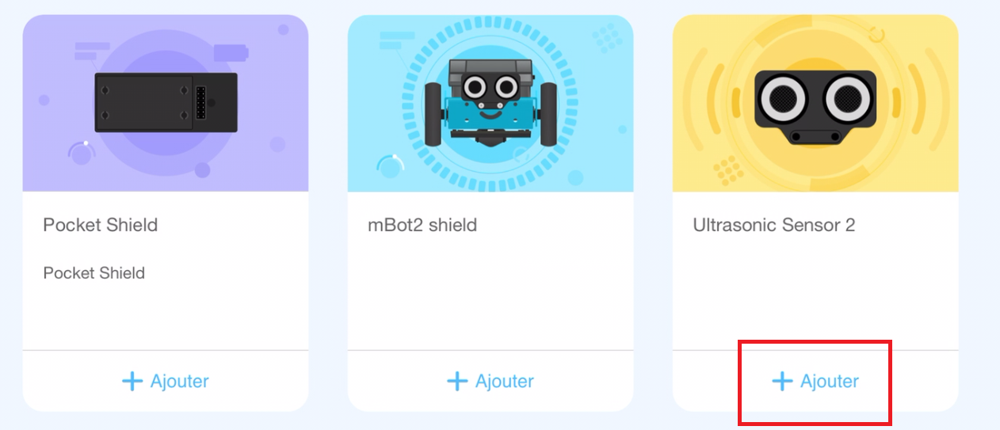 Pocket Shield
Pocket Shield
+ Ajouter
mBot2 shield
+ Ajouter
Ultrasonic Sensor 2
+ Ajouter